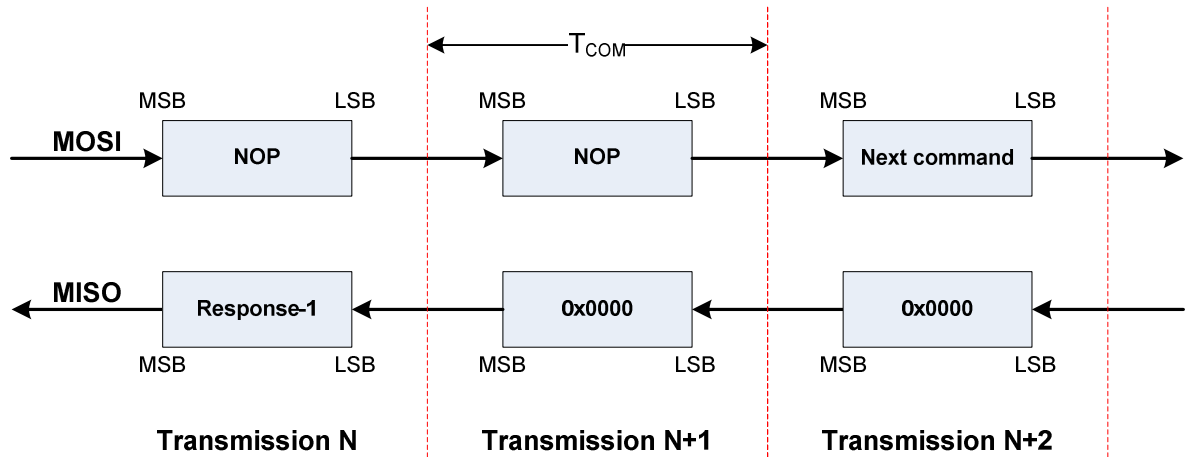 TCOM
MSB LSB MSB LSB MSB LSB
MOSI NOP NOP Next command
MISO Response-1 0x0000 0x0000
MSB LSB MSB LSB MSB LSB
Transmission N Transmission N+1 Transmission N+2